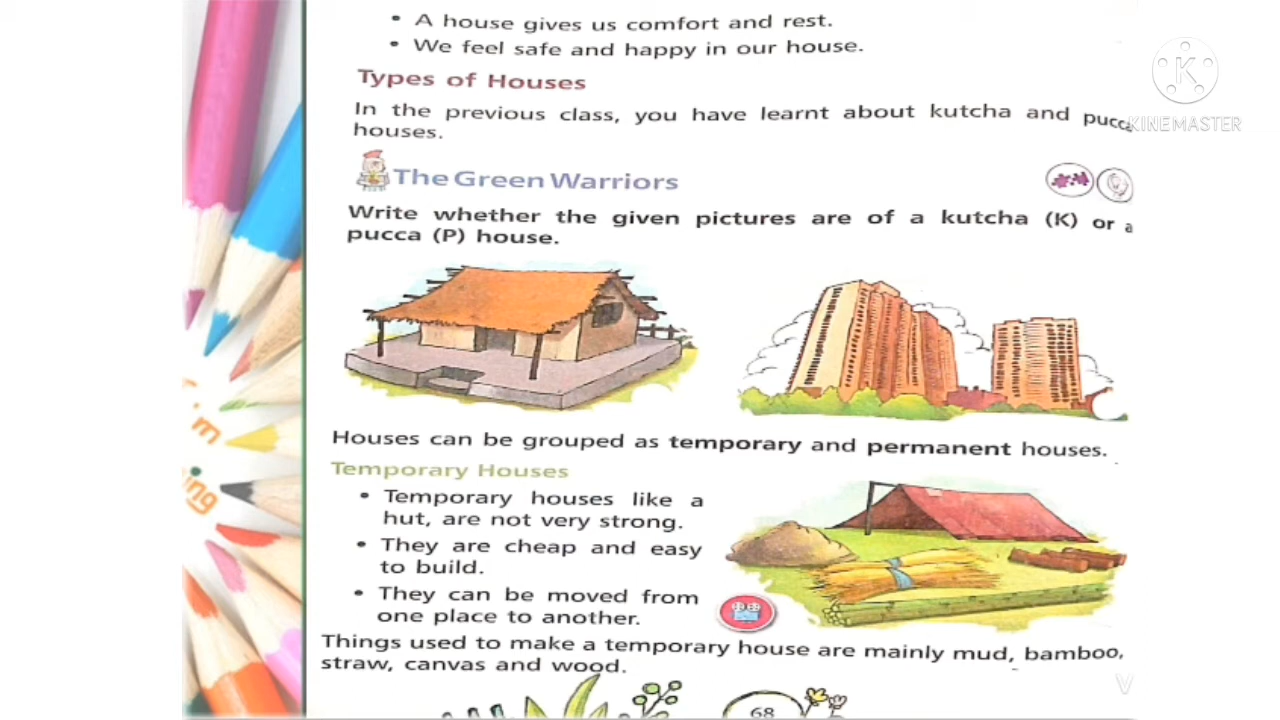 • A house gives us comfort and rest.
• We feel safe and happy in our house.
Types of Houses
In the previous class, you have learnt about kutcha and pucca
houses.
KINEMASTER
The Green Warriors
Write whether the given pictures are of a kutcha (K) or a
pucca (P) house.
Houses can be grouped as temporary and permanent houses.
Temporary Houses
• Temporary houses like a
hut, are not very strong.
• They are cheap and easy
to build.
• They can be moved from
one place to another.
Things used to make a temporary house are mainly mud, bamboo,
straw, canvas and wood.
68